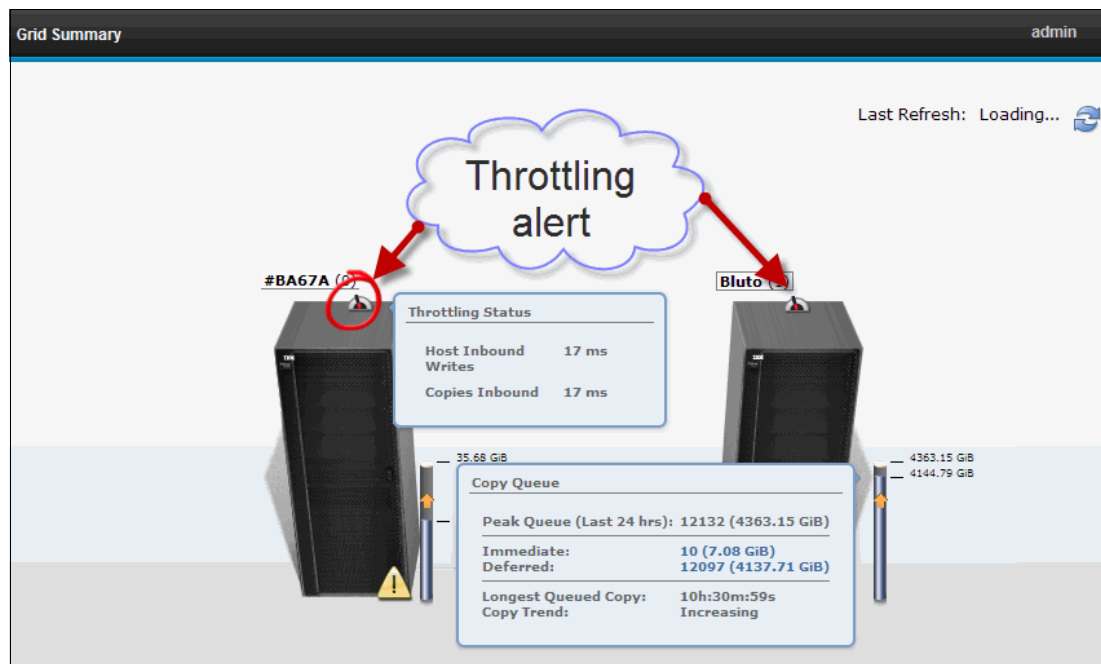 Grid Summary
admin
Last Refresh: Loading...
Throttling
alert
#BA67A
Bluto
Throttling Status
Host Inbound 17 ms
Writes
Copies Inbound 17 ms
35.68 GiB
4363.15 GiB
4144.79 GiB
Copy Queue
Peak Queue (Last 24 hrs): 12132 (4363.15 GiB)
Immediate: 10 (7.08 GiB)
Deferred: 12097 (4137.71 GiB)
Longest Queued Copy: 10h:30m:59s
Copy Trend: Increasing